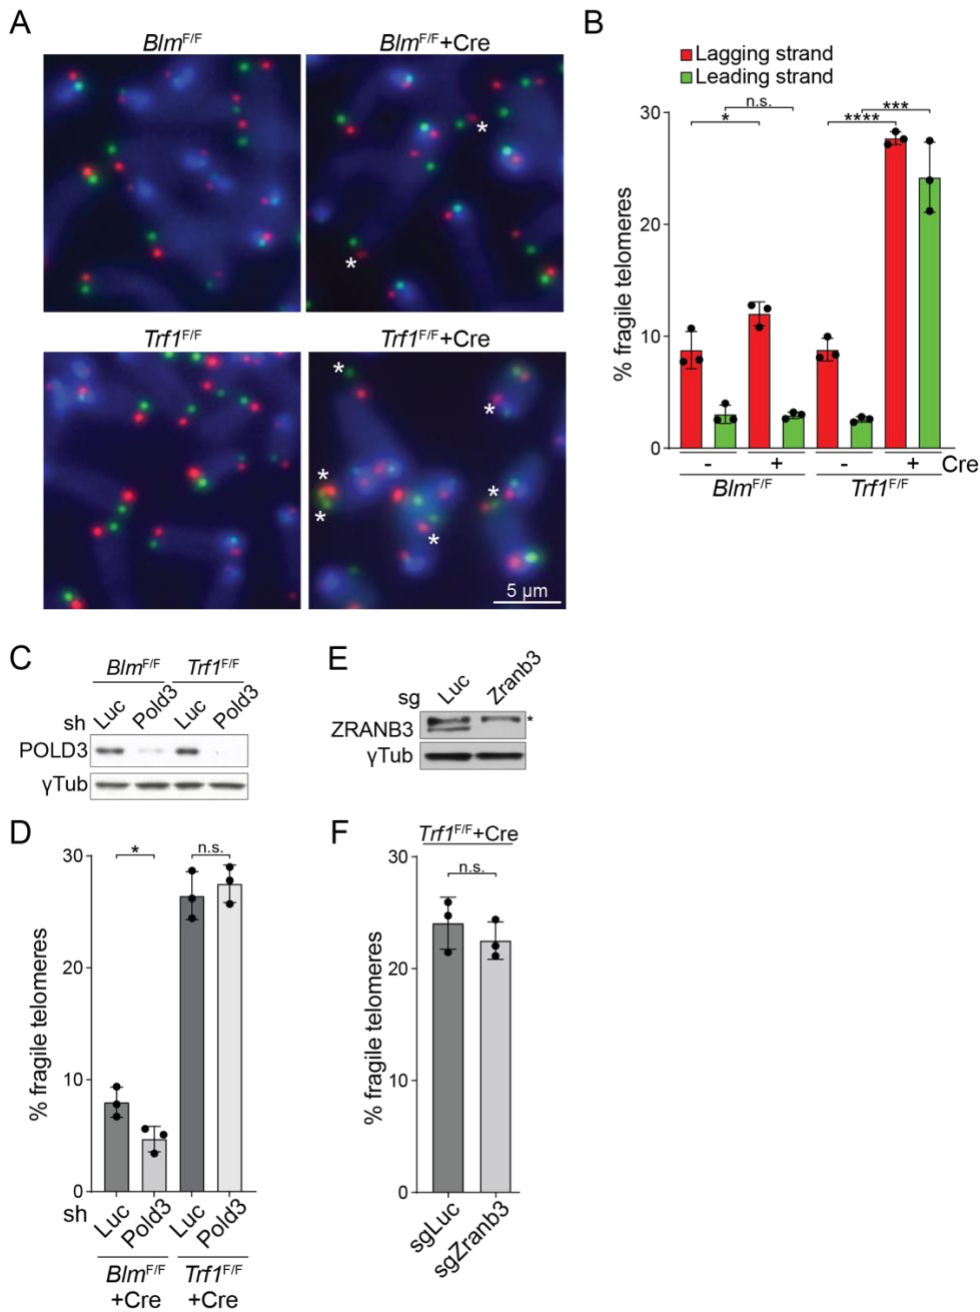 A
Blm^F/F
Blm^F/F+Cre
*
*
Trf1^F/F
Trf1^F/F+Cre
*
*
*
*
*
*
5 µm
B
Lagging strand
Leading strand
% fragile telomeres
30
20
10
0
n.s.
*
***
****
- + - + Cre
Blm^F/F Trf1^F/F
C
Blm^F/F Trf1^F/F
sh Luc Pold3 Luc Pold3
POLD3
γTub
D
% fragile telomeres
30
20
10
0
*
n.s.
sh Luc Pold3 Luc Pold3
Blm^F/F Trf1^F/F
+Cre +Cre
E
sg Luc Zranb3
ZRANB3 *
γTub
F
Trf1^F/F+Cre
n.s.
% fragile telomeres
30
20
10
0
sgLuc sgZranb3